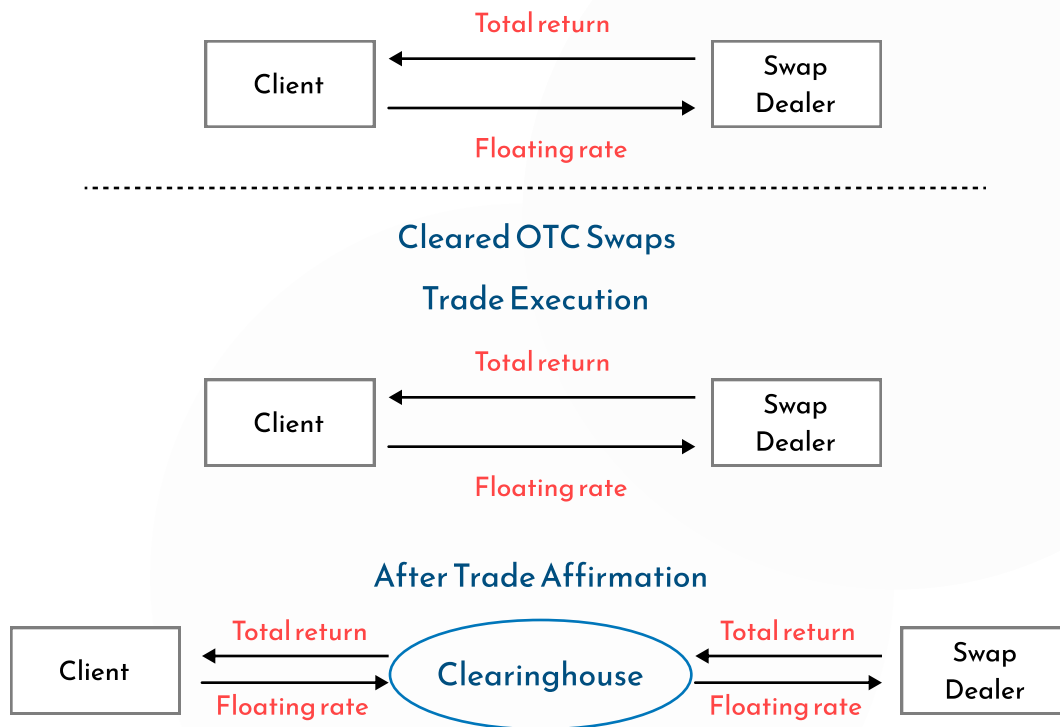 Total return
Client
Swap
Dealer
Floating rate
Cleared OTC Swaps
Trade Execution
Total return
Client
Swap
Dealer
Floating rate
After Trade Affirmation
Total return
Total return
Client
Clearinghouse
Swap
Dealer
Floating rate
Floating rate